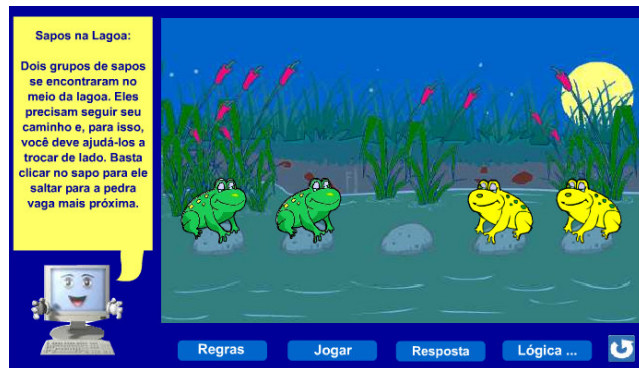 Sapos na Lagoa:
Dois grupos de sapos
se encontraram no
meio da lagoa. Eles
precisam seguir seu
caminho e, para isso,
você deve ajudá-los a
trocar de lado. Basta
clicar no sapo para ele
saltar para a pedra
vaga mais próxima.
Regras
Jogar
Resposta
Lógica ...